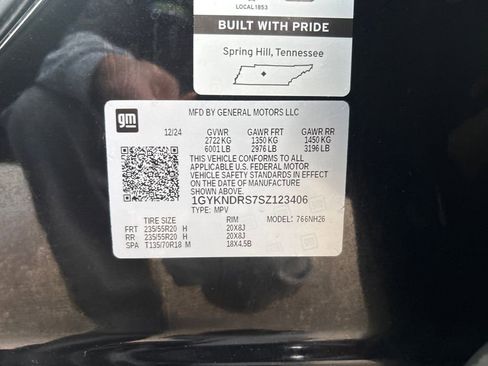 LOCAL 1853
BUILT WITH PRIDE
Spring Hill, Tennessee
gm
MFD BY GENERAL MOTORS LLC
12/24 GVWR GAWR FRT GAWR RR
2722 KG 1350 KG 1450 KG
6001 LB 2976 LB 3196 LB
THIS VEHICLE CONFORMS TO ALL
APPLICABLE U.S. FEDERAL MOTOR
VEHICLE SAFETY STANDARDS IN EFFECT
ON THE DATE OF MANUFACTURE
SHOWN ABOVE.
1GYKNDRS7SZ123406
TYPE: MPV
TIRE SIZE RIM MODEL: 766NH26
FRT 235/55R20 H 20X8J
RR 235/55R20 H 20X8J
SPA T135/70R18 M 18X4.5B